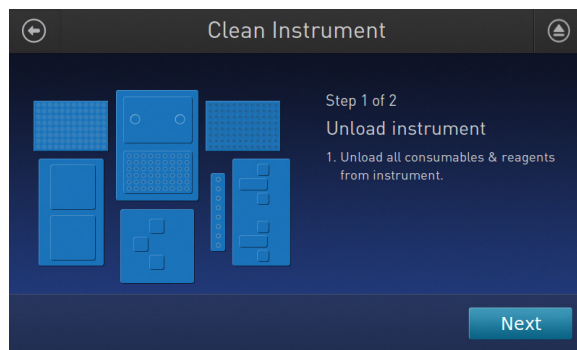 Clean Instrument
Step 1 of 2
Unload instrument
1. Unload all consumables & reagents
from instrument.
Next